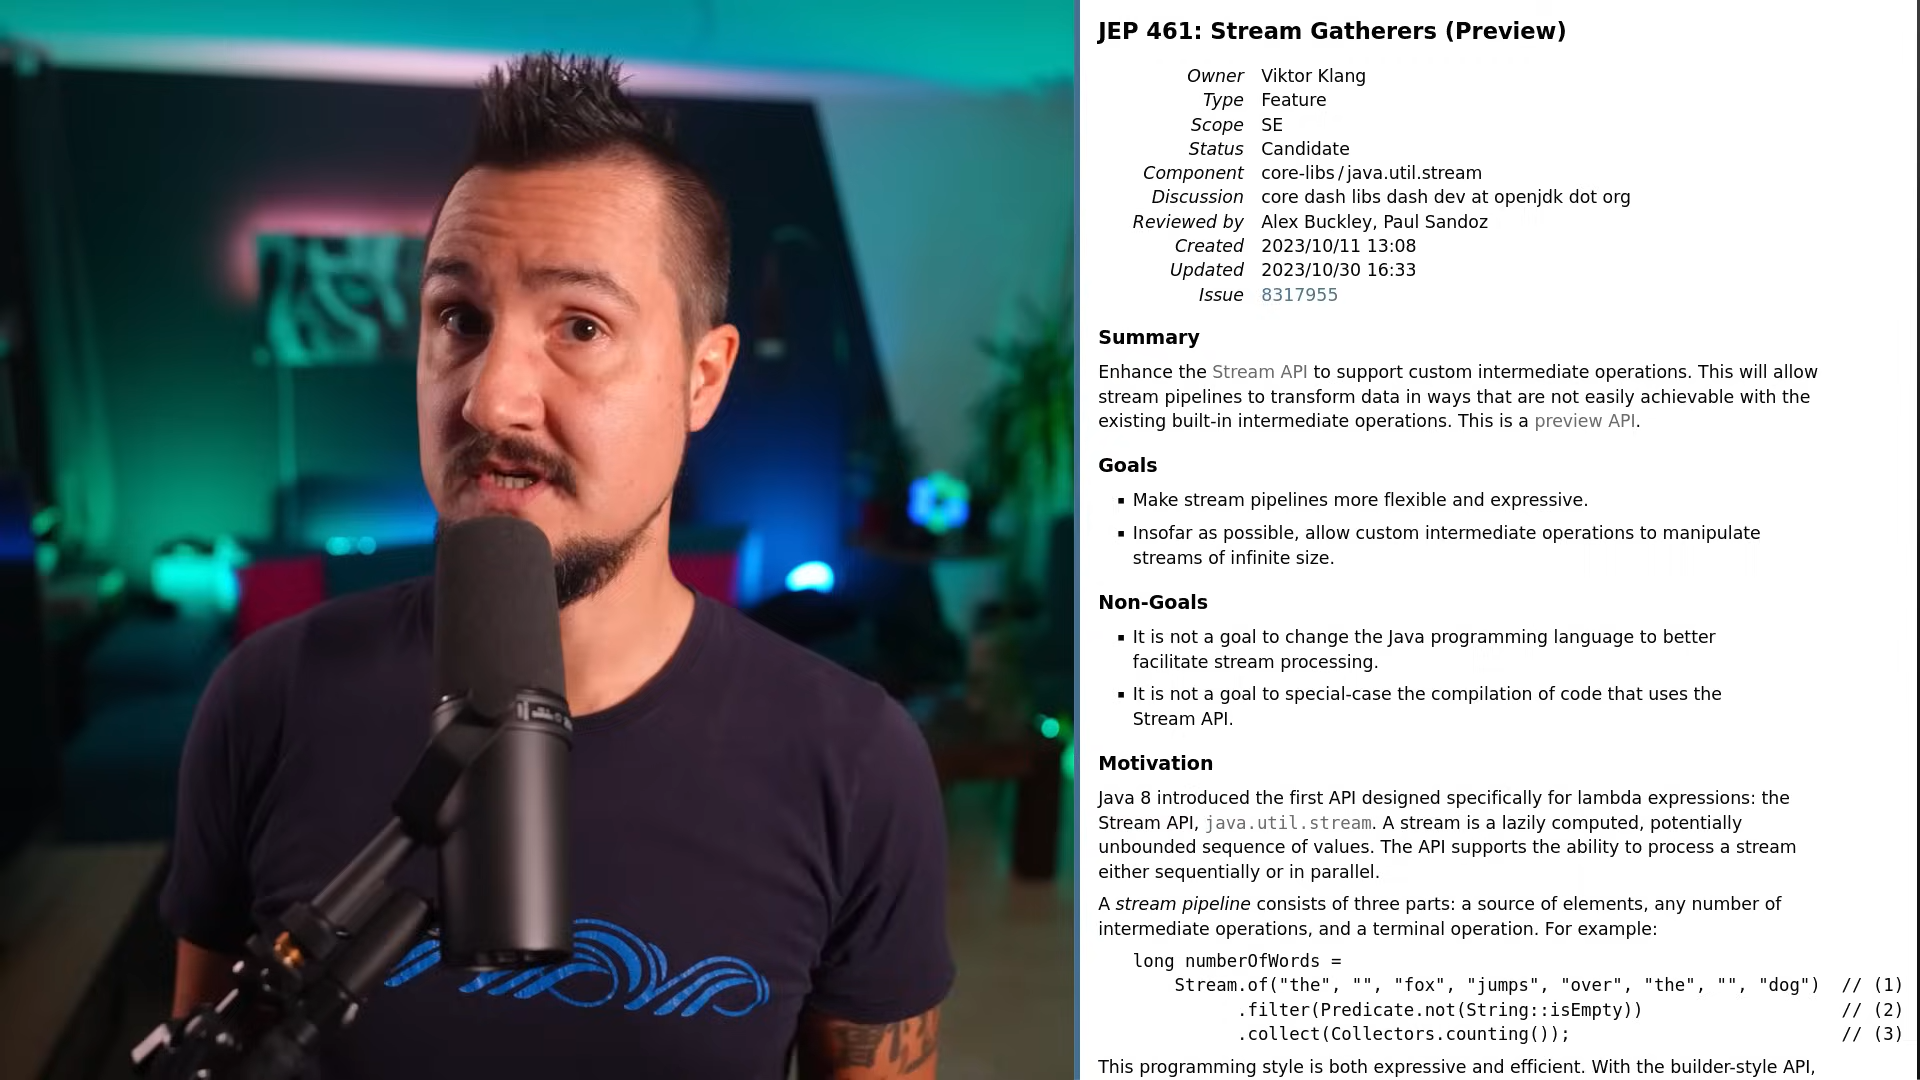 JEP 461: Stream Gatherers (Preview)
Owner Viktor Klang
Type Feature
Scope SE
Status Candidate
Component core-libs / java.util.stream
Discussion core dash libs dash dev at openjdk dot org
Reviewed by Alex Buckley, Paul Sandoz
Created 2023/10/11 13:08
Updated 2023/10/30 16:33
Issue 8317955
Summary
Enhance the Stream API to support custom intermediate operations. This will allow
stream pipelines to transform data in ways that are not easily achievable with the
existing built-in intermediate operations. This is a preview API.
Goals
▪ Make stream pipelines more flexible and expressive.
▪ Insofar as possible, allow custom intermediate operations to manipulate
streams of infinite size.
Non-Goals
▪ It is not a goal to change the Java programming language to better
facilitate stream processing.
▪ It is not a goal to special-case the compilation of code that uses the
Stream API.
Motivation
Java 8 introduced the first API designed specifically for lambda expressions: the
Stream API, java.util.stream. A stream is a lazily computed, potentially
unbounded sequence of values. The API supports the ability to process a stream
either sequentially or in parallel.
A stream pipeline consists of three parts: a source of elements, any number of
intermediate operations, and a terminal operation. For example:
long numberOfWords =
Stream.of("the", "", "fox", "jumps", "over", "the", "", "dog") // (1)
.filter(Predicate.not(String::isEmpty)) // (2)
.collect(Collectors.counting()); // (3)
This programming style is both expressive and efficient. With the builder-style API,